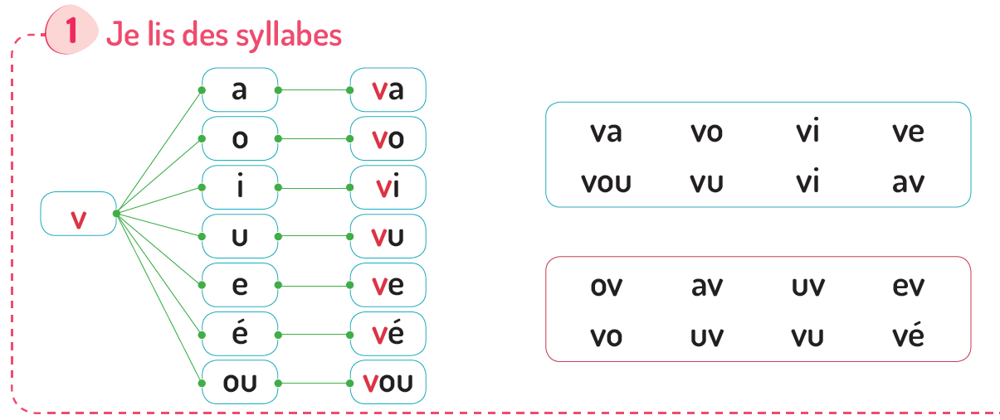 1 Je lis des syllabes
v
a va
o vo
i vi
u vu
e ve
é vé
ou vou
va vo vi ve
vou vu vi av
ov av uv ev
vo uv vu vé